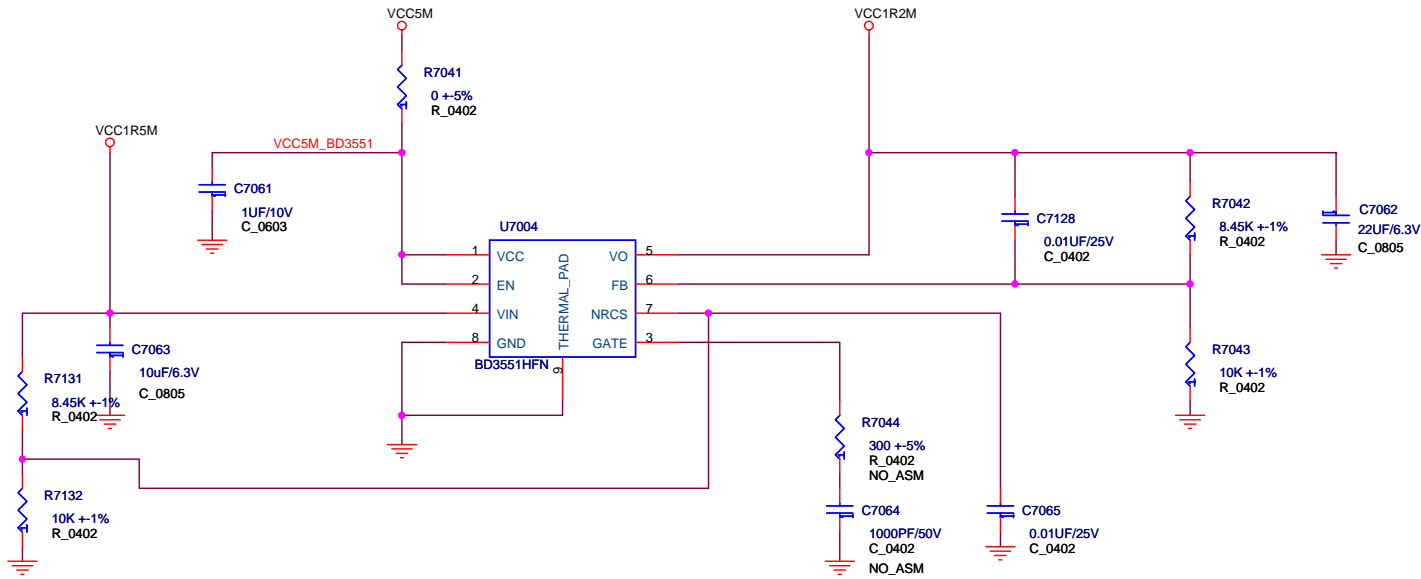 VCC5M
VCC1R2M
R7041
0 +-5%
R_0402
VCC1R5M
VCC5M_BD3551
C7061
1UF/10V
C_0603
U7004
C7128
0.01UF/25V
C_0402
R7042
8.45K +-1%
R_0402
C7062
22UF/6.3V
C_0805
1 VCC
2 EN
4 VIN
8 GND
THERMAL_PAD
9
VO 5
FB 6
NRCS 7
GATE 3
BD3551HFN
C7063
10uF/6.3V
C_0805
R7131
8.45K +-1%
R_0402
R7043
10K +-1%
R_0402
R7044
300 +-5%
R_0402
NO_ASM
R7132
10K +-1%
R_0402
C7064
1000PF/50V
C_0402
NO_ASM
C7065
0.01UF/25V
C_0402